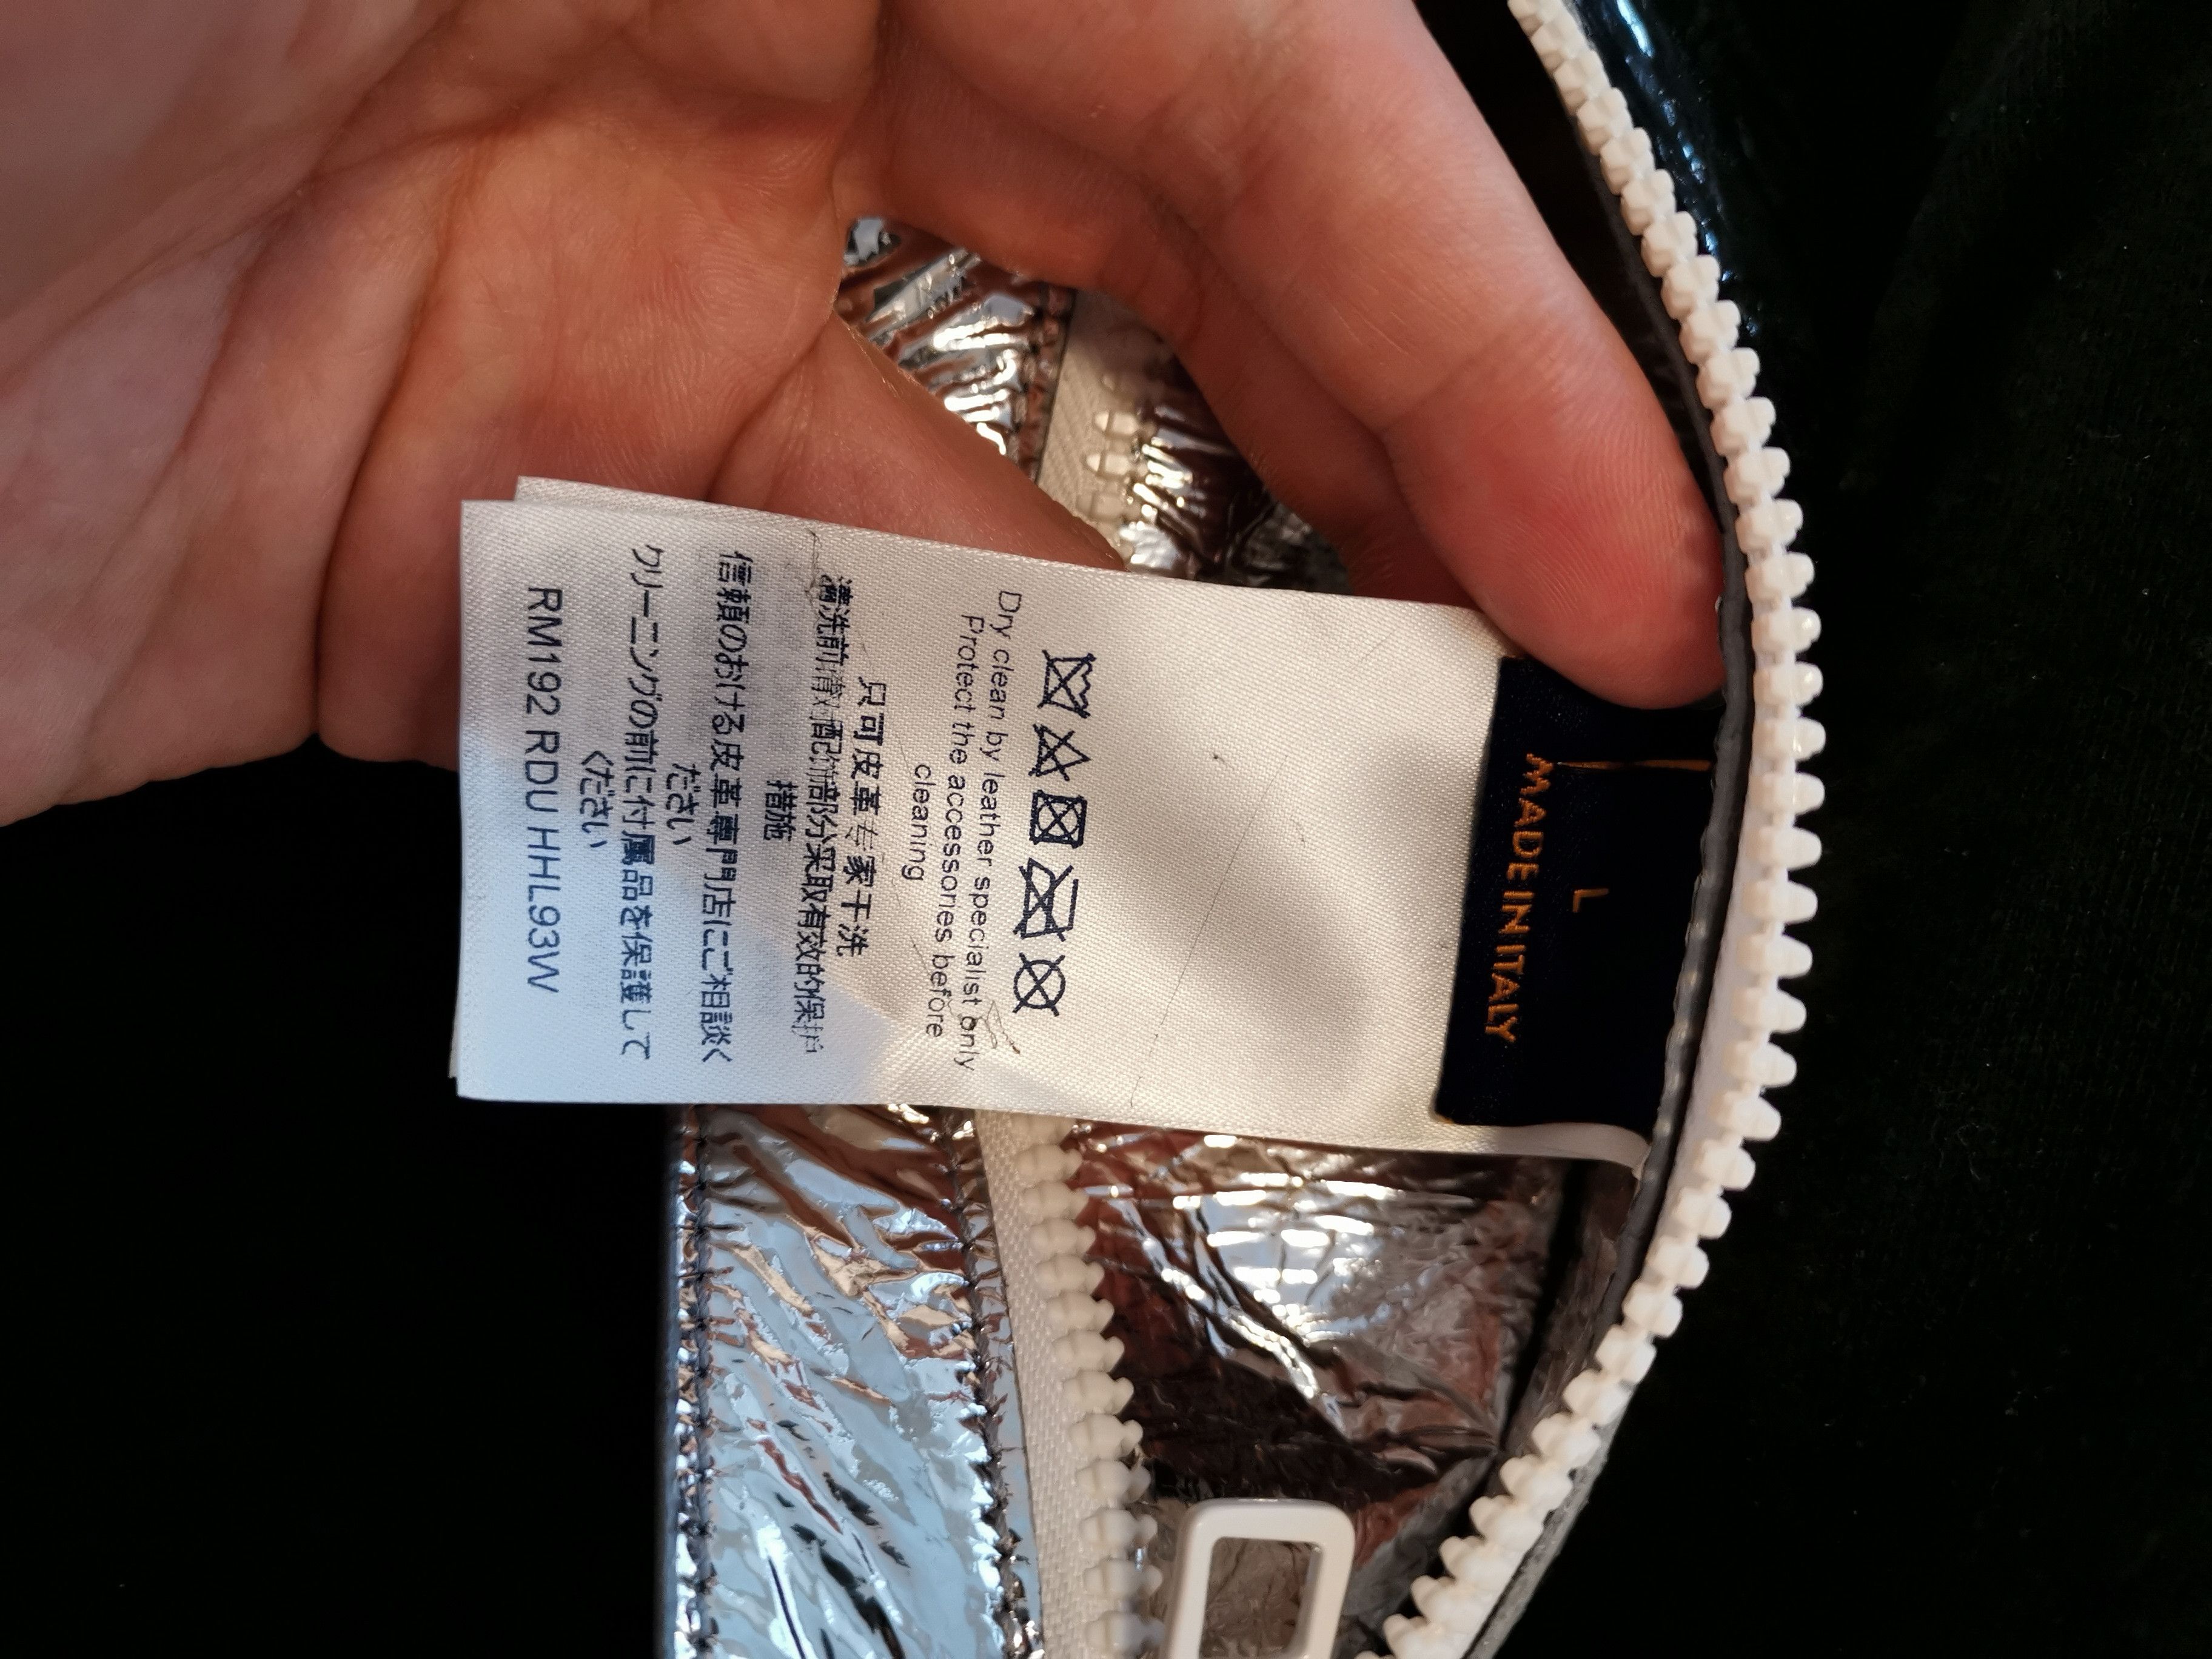 L
MADE IN ITALY
Dry clean by leather specialist only
Protect the accessories before
cleaning
只可皮革专家干洗
清洗前请对配饰部分采取有效的保护
措施
信頼のおける皮革専門店にご相談く
ださい
クリーニングの前に付属品を保護して
ください
RM192 RDU HHL93W